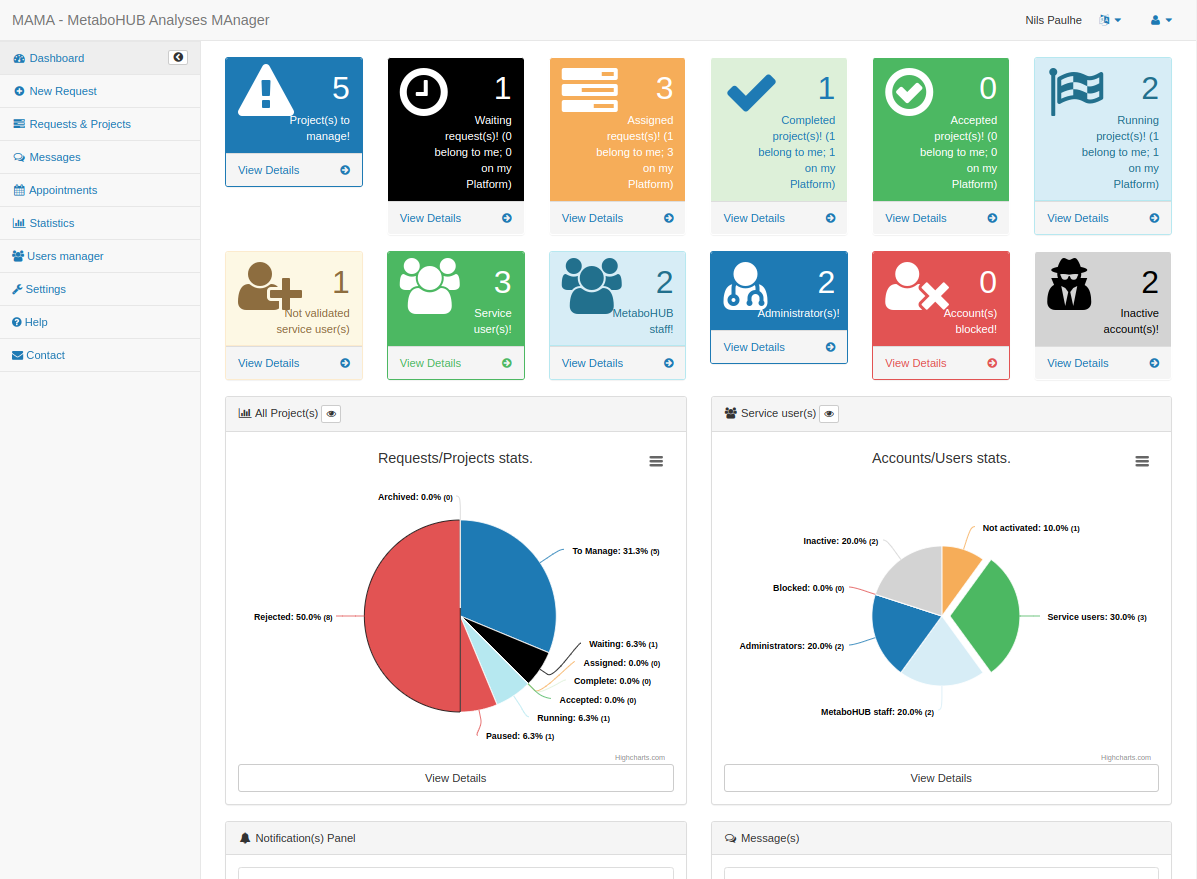 MAMA - MetaboHUB Analyses MAnager
Nils Paulhe
Dashboard
New Request
Requests & Projects
Messages
Appointments
Statistics
Users manager
Settings
Help
Contact
5
Project(s) to
manage!
View Details
1
Waiting
request(s)! (0
belong to me; 0
on my
Platform)
View Details
3
Assigned
request(s)! (1
belong to me; 3
on my
Platform)
View Details
1
Completed
project(s)! (1
belong to me; 1
on my
Platform)
View Details
0
Accepted
project(s)! (0
belong to me; 0
on my
Platform)
View Details
2
Running
project(s)! (1
belong to me; 1
on my
Platform)
View Details
1
Not validated
service user(s)
View Details
3
Service
user(s)!
View Details
2
MetaboHUB
staff!
View Details
2
Administrator(s)!
View Details
0
Account(s)
blocked!
View Details
2
Inactive
account(s)!
View Details
All Project(s)
Requests/Projects stats.
Archived: 0.0% (0)
To Manage: 31.3% (5)
Rejected: 50.0% (8)
Waiting: 6.3% (1)
Assigned: 0.0% (0)
Complete: 0.0% (0)
Accepted: 0.0% (0)
Running: 6.3% (1)
Paused: 6.3% (1)
Highcharts.com
View Details
Service user(s)
Accounts/Users stats.
Not activated: 10.0% (1)
Inactive: 20.0% (2)
Blocked: 0.0% (0)
Service users: 30.0% (3)
Administrators: 20.0% (2)
MetaboHUB staff: 20.0% (2)
Highcharts.com
View Details
Notification(s) Panel
Message(s)